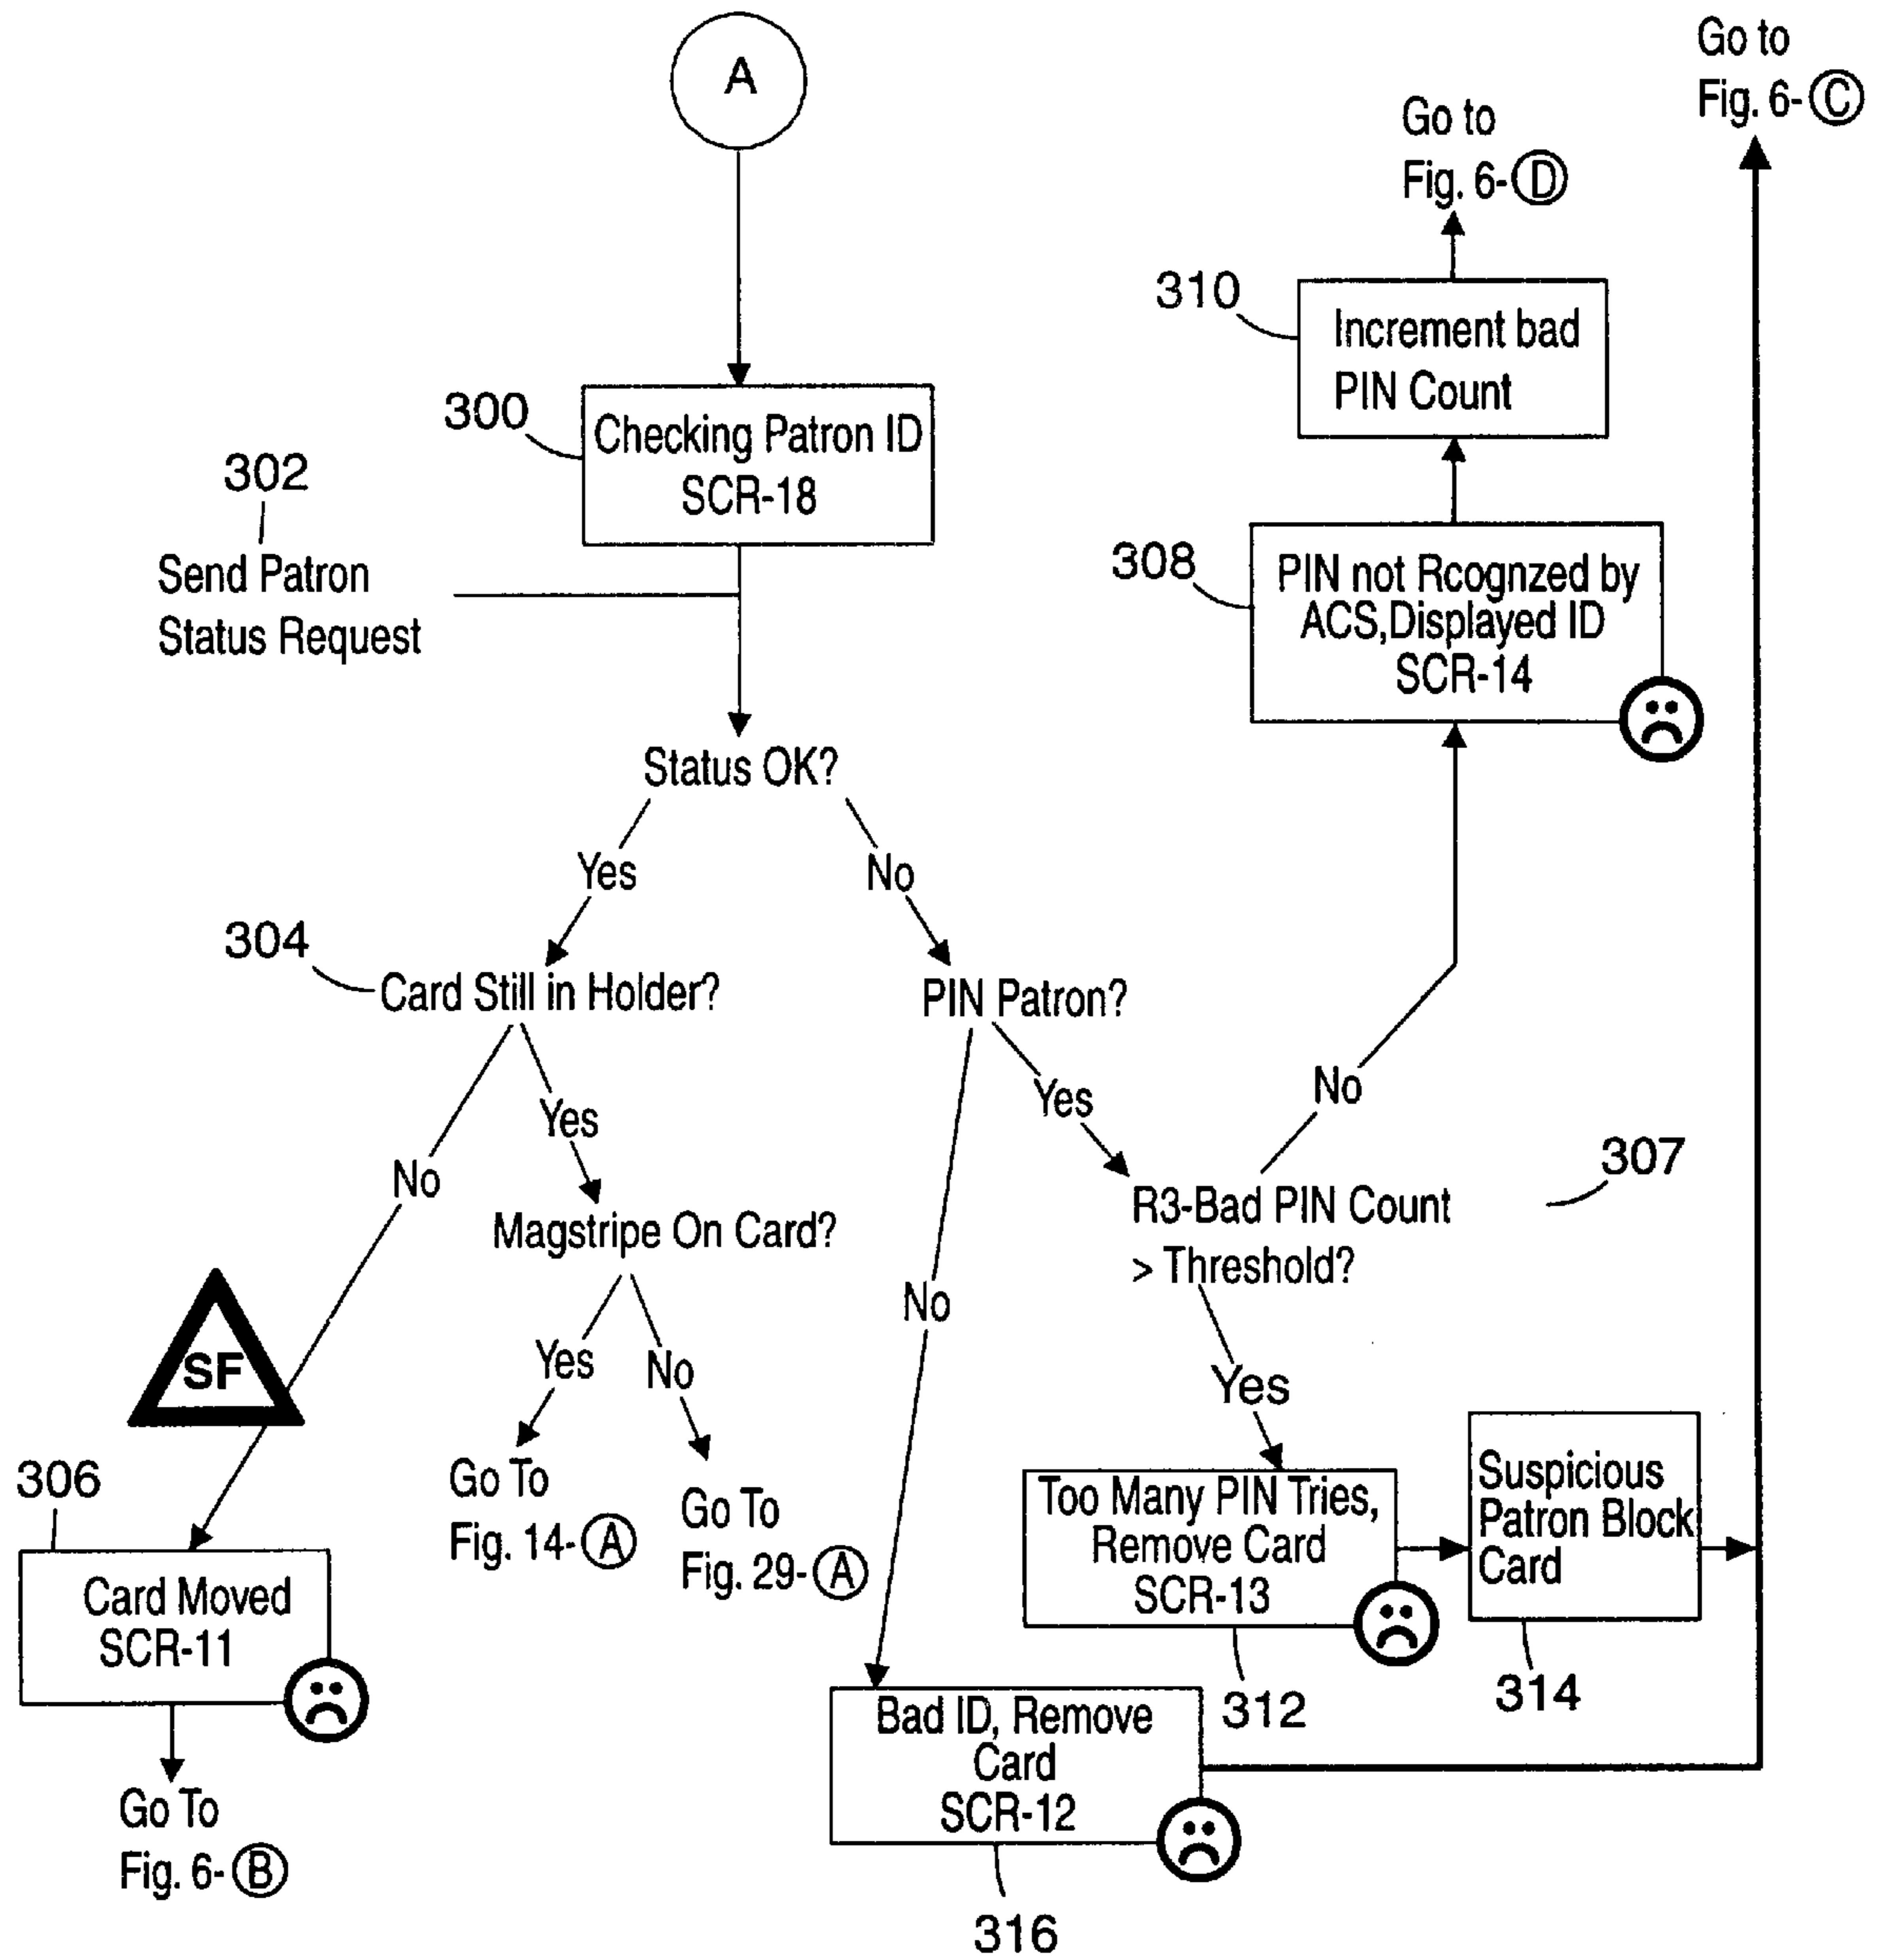 A
Go to
Fig. 6-C
Go to
Fig. 6-D
310
Increment bad
PIN Count
300
Checking Patron ID
SCR-18
302
Send Patron
Status Request
308
PIN not Rcognzed by
ACS,Displayed ID
SCR-14
Status OK?
Yes
No
304
Card Still in Holder?
PIN Patron?
No
Yes
Yes
No
No
307
R3-Bad PIN Count
> Threshold?
Magstripe On Card?
SF
Yes
No
Yes
306
Card Moved
SCR-11
Go To
Fig. 6-B
Go To
Fig. 14-A
Go To
Fig. 29-A
Too Many PIN Tries,
Remove Card
SCR-13
312
Suspicious
Patron Block
Card
314
Bad ID, Remove
Card
SCR-12
316